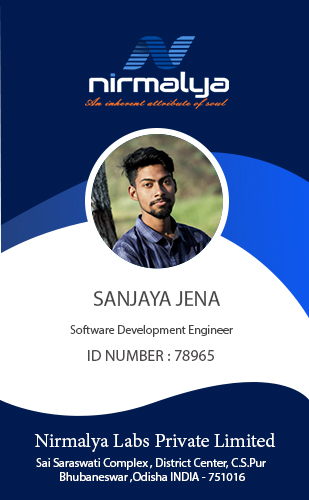 nirmalya
An inherent attribute of soul
SANJAYA JENA
Software Development Engineer
ID NUMBER : 78965
Nirmalya Labs Private Limited
Sai Saraswati Complex , District Center, C.S.Pur
Bhubaneswar ,Odisha INDIA - 751016